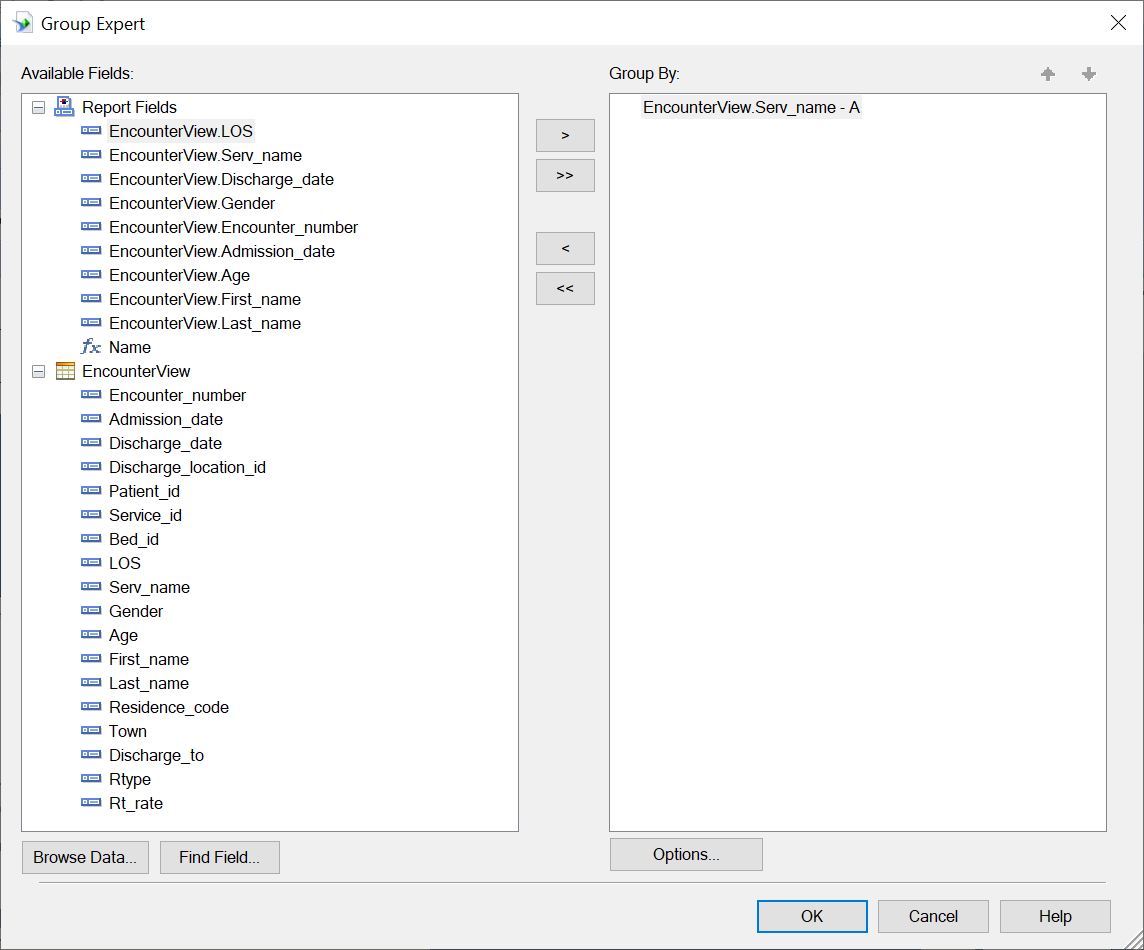 Group Expert
Available Fields:
Report Fields
EncounterView.LOS
EncounterView.Serv_name
EncounterView.Discharge_date
EncounterView.Gender
EncounterView.Encounter_number
EncounterView.Admission_date
EncounterView.Age
EncounterView.First_name
EncounterView.Last_name
fx Name
EncounterView
Encounter_number
Admission_date
Discharge_date
Discharge_location_id
Patient_id
Service_id
Bed_id
LOS
Serv_name
Gender
Age
First_name
Last_name
Residence_code
Town
Discharge_to
Rtype
Rt_rate
Browse Data...
Find Field...
>
>>
<
<<
Group By:
EncounterView.Serv_name - A
Options...
OK
Cancel
Help